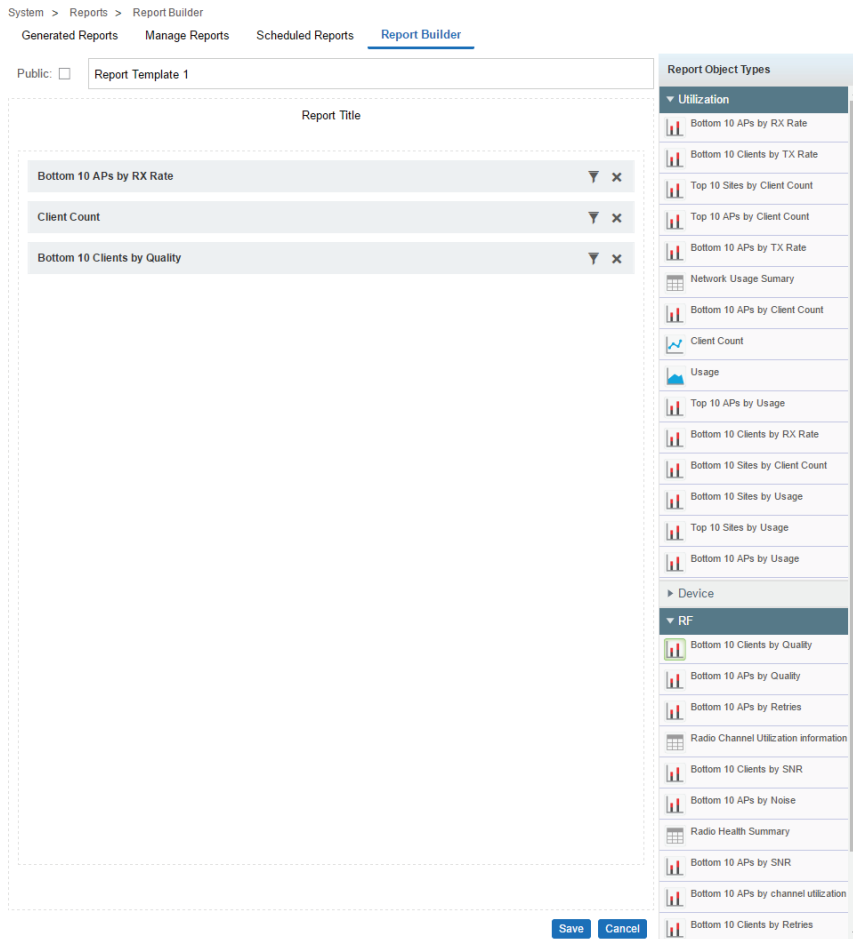 System > Reports > Report Builder
Generated Reports Manage Reports Scheduled Reports Report Builder
Public: Report Template 1
Report Title
Bottom 10 APs by RX Rate
Client Count
Bottom 10 Clients by Quality
Save Cancel
Report Object Types
Utilization
Bottom 10 APs by RX Rate
Bottom 10 Clients by TX Rate
Top 10 Sites by Client Count
Top 10 APs by Client Count
Bottom 10 APs by TX Rate
Network Usage Sumary
Bottom 10 APs by Client Count
Client Count
Usage
Top 10 APs by Usage
Bottom 10 Clients by RX Rate
Bottom 10 Sites by Client Count
Bottom 10 Sites by Usage
Top 10 Sites by Usage
Bottom 10 APs by Usage
Device
RF
Bottom 10 Clients by Quality
Bottom 10 APs by Quality
Bottom 10 APs by Retries
Radio Channel Utilization information
Bottom 10 Clients by SNR
Bottom 10 APs by Noise
Radio Health Summary
Bottom 10 APs by SNR
Bottom 10 APs by channel utilization
Bottom 10 Clients by Retries